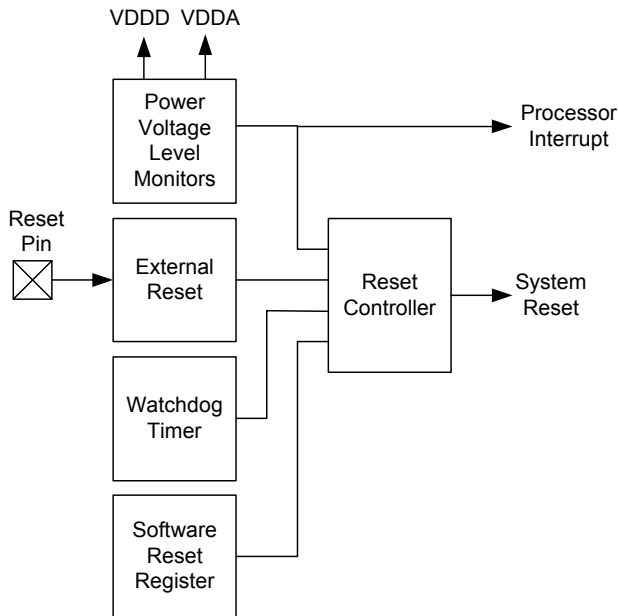 VDDD VDDA
Power
Voltage
Level
Monitors
Processor
Interrupt
Reset
Pin
External
Reset
Reset
Controller
System
Reset
Watchdog
Timer
Software
Reset
Register